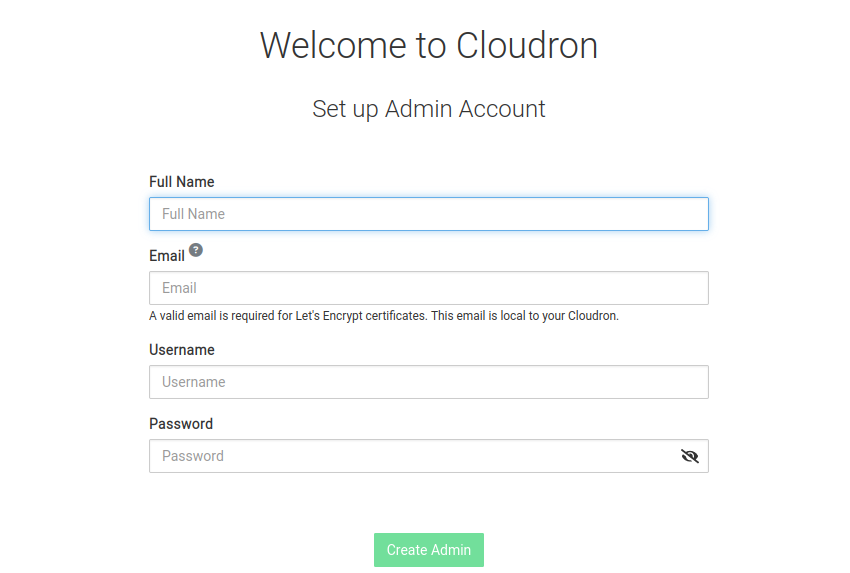 Welcome to Cloudron
Set up Admin Account
Full Name
Full Name
Email ?
Email
A valid email is required for Let's Encrypt certificates. This email is local to your Cloudron.
Username
Username
Password
Password
Create Admin